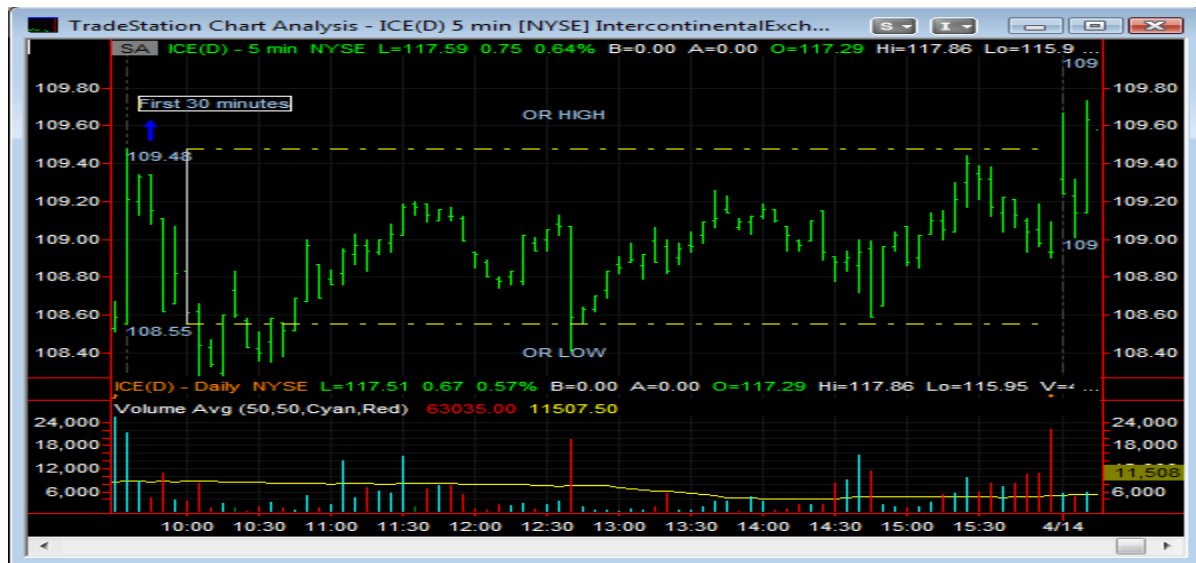 TradeStation Chart Analysis - ICE(D) 5 min [NYSE] IntercontinentalExch...
S
I
SA ICE(D) - 5 min NYSE L=117.59 0.75 0.64% B=0.00 A=0.00 O=117.29 Hi=117.86 Lo=115.9 ...
109
109.80 109.80
First 30 minutes
OR HIGH
109.60 109.60
109.48
109.40 109.40
109.20 109.20
109.00 109 109.00
108.80 108.80
108.60 108.60
108.55
108.40 OR LOW 108.40
ICE(D) - Daily NYSE L=117.51 0.67 0.57% B=0.00 A=0.00 O=117.29 Hi=117.86 Lo=115.95 ...
Volume Avg (50,50,Cyan,Red) 63035.00 11507.50
24,000 24,000
18,000 18,000
12,000
11,508
6,000 6,000
10:00 10:30 11:00 11:30 12:00 12:30 13:00 13:30 14:00 14:30 15:00 15:30 4/14